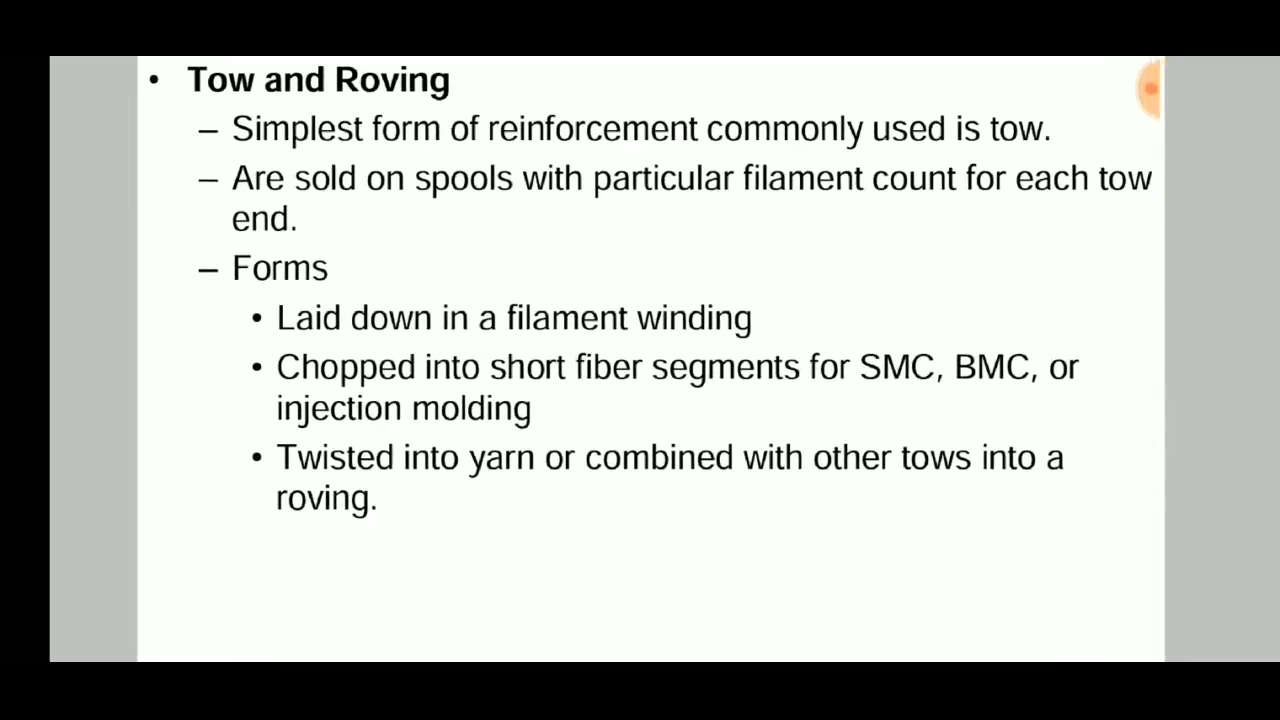 • Tow and Roving
– Simplest form of reinforcement commonly used is tow.
– Are sold on spools with particular filament count for each tow
end.
– Forms
• Laid down in a filament winding
• Chopped into short fiber segments for SMC, BMC, or
injection molding
• Twisted into yarn or combined with other tows into a
roving.